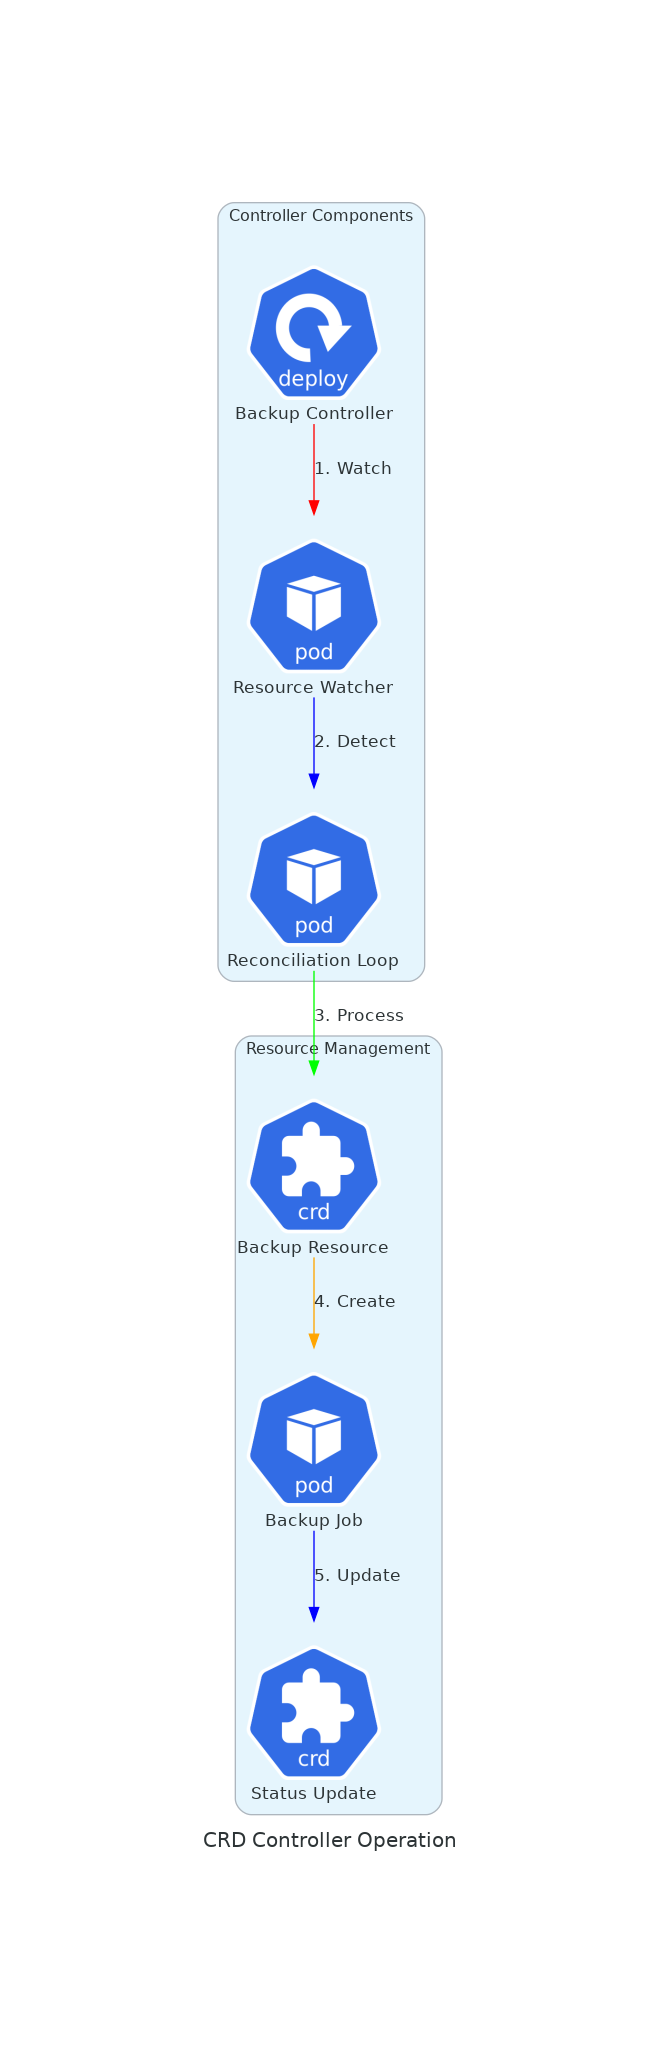 Controller Components
deploy
Backup Controller
1. Watch
pod
Resource Watcher
2. Detect
pod
Reconciliation Loop
3. Process
Resource Management
crd
Backup Resource
4. Create
pod
Backup Job
5. Update
crd
Status Update
CRD Controller Operation